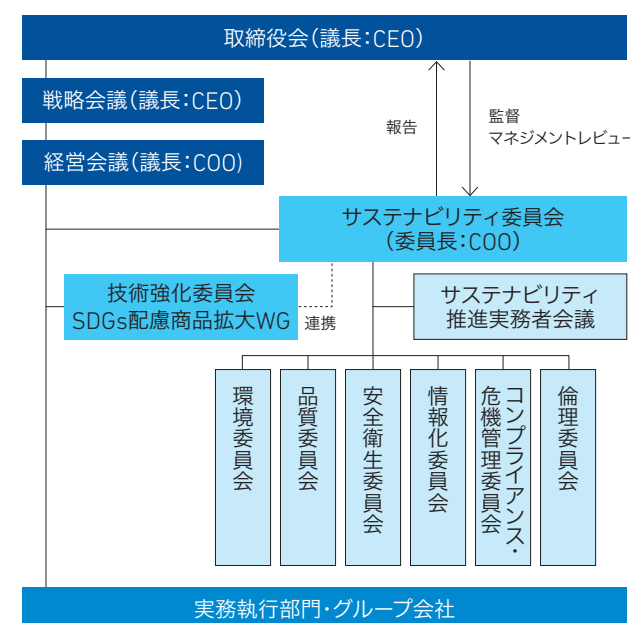 取締役会(議長:CEO)
戦略会議(議長:CEO)
経営会議(議長:COO)
報告
監督
マネジメントレビュー
サステナビリティ委員会
(委員長:COO)
技術強化委員会
SDGs配慮商品拡大WG
連携
サステナビリティ
推進実務者会議
環境委員会
品質委員会
安全衛生委員会
情報化委員会
コンプライアンス・
危機管理委員会
倫理委員会
実務執行部門・グループ会社